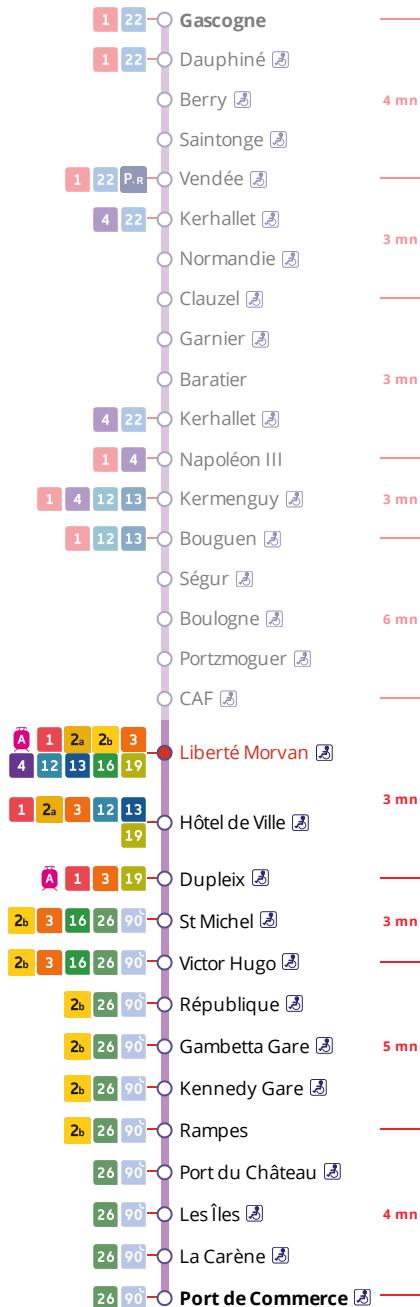 1 22 Gascogne
1 22 Dauphiné
Berry 4 mn
Saintonge
1 22 P+R Vendée
4 22 Kerhallet
Normandie 3 mn
Clauzel
Garnier
Baratier 3 mn
4 22 Kerhallet
1 4 Napoléon III
1 4 12 13 Kermenguy 3 mn
1 12 13 Bouguen
Ségur
Boulogne 6 mn
Portzmoguer
CAF
A 1 2a 2b 3
4 12 13 16 19 Liberté Morvan
3 mn
1 2a 3 12 13
19 Hôtel de Ville
A 1 3 19 Dupleix
2b 3 16 26 90 St Michel 3 mn
2b 3 16 26 90 Victor Hugo
2b 26 90 République
2b 26 90 Gambetta Gare 5 mn
2b 26 90 Kennedy Gare
2b 26 90 Rampes
26 90 Port du Château
26 90 Les Îles 4 mn
26 90 La Carène
26 90 Port de Commerce